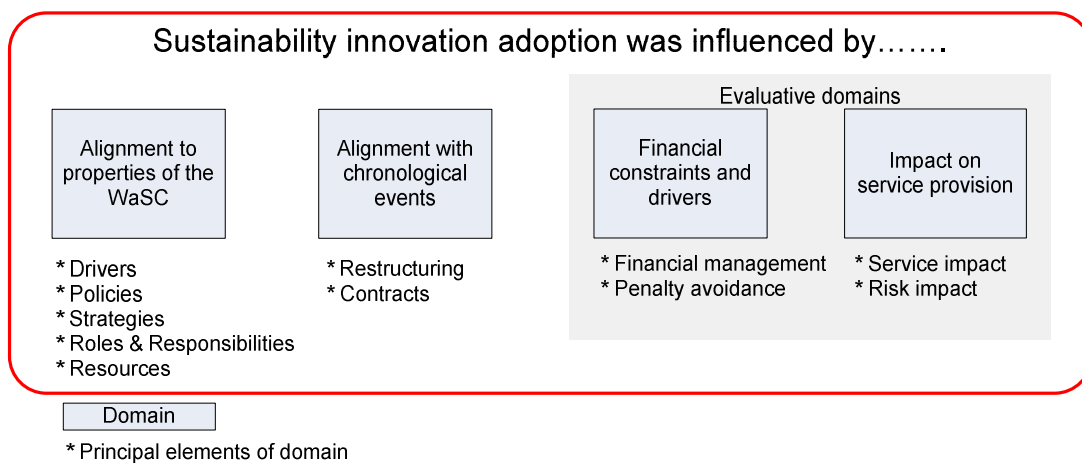 Sustainability innovation adoption was influenced by…….
Evaluative domains
Alignment to
properties of the
WaSC
* Drivers
* Policies
* Strategies
* Roles & Responsibilities
* Resources
Alignment with
chronological
events
* Restructuring
* Contracts
Financial
constraints and
drivers
* Financial management
* Penalty avoidance
Impact on
service provision
* Service impact
* Risk impact
Domain
* Principal elements of domain